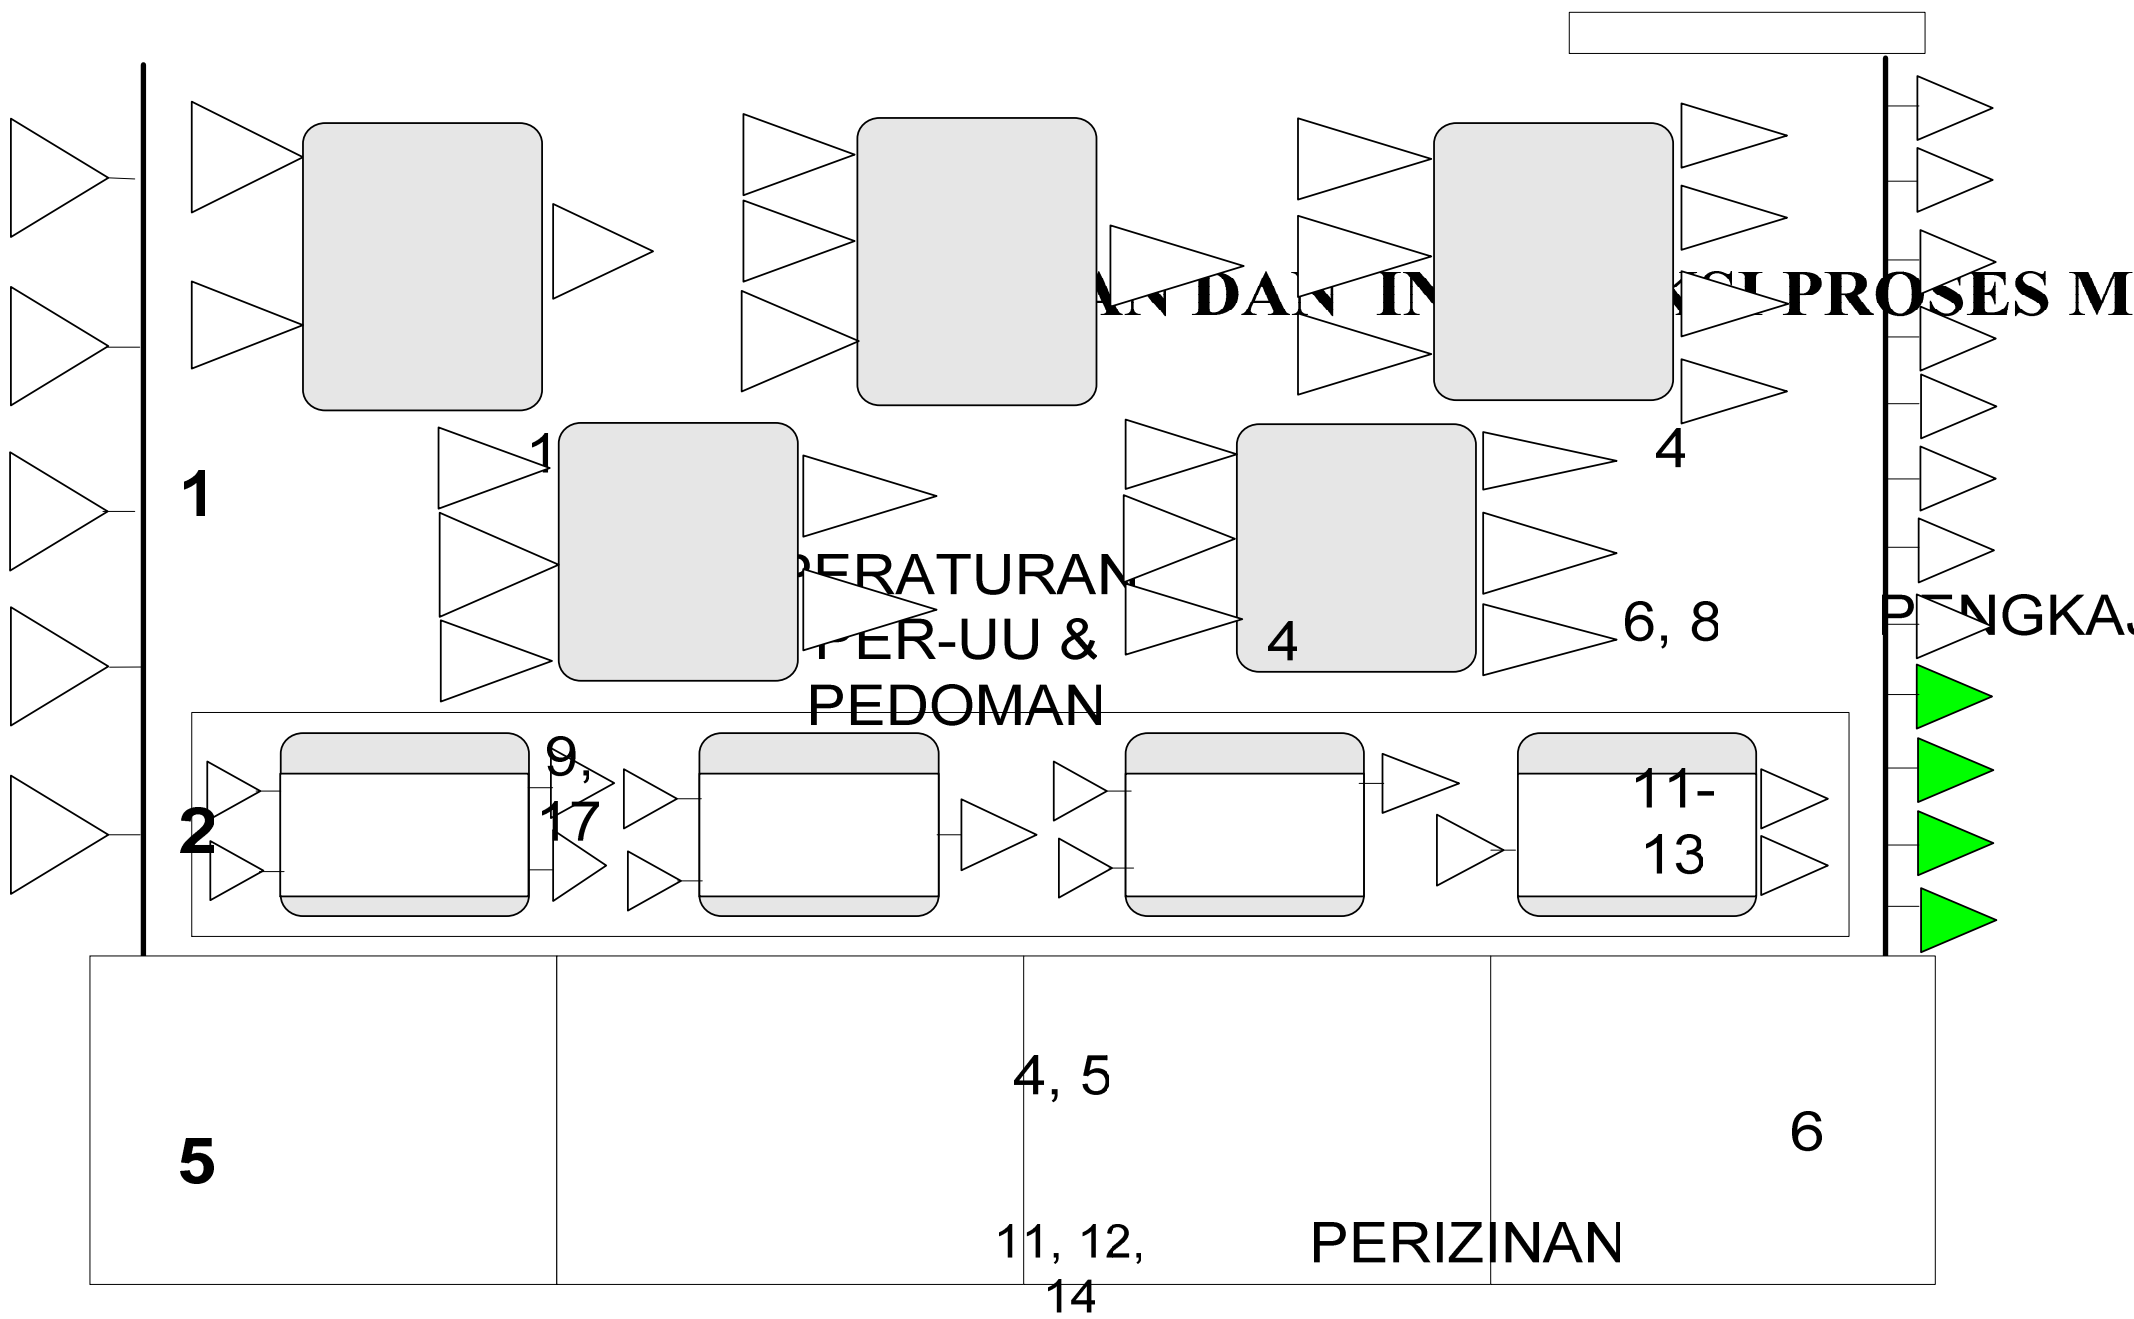 AN DAN IN
SI PROSES M
1
4
1
PERATURAN
PER-UU &
PEDOMAN
6, 8
PENGKAJ
4
9,
17
11-
13
2
4, 5
6
5
11, 12,
14
PERIZINAN